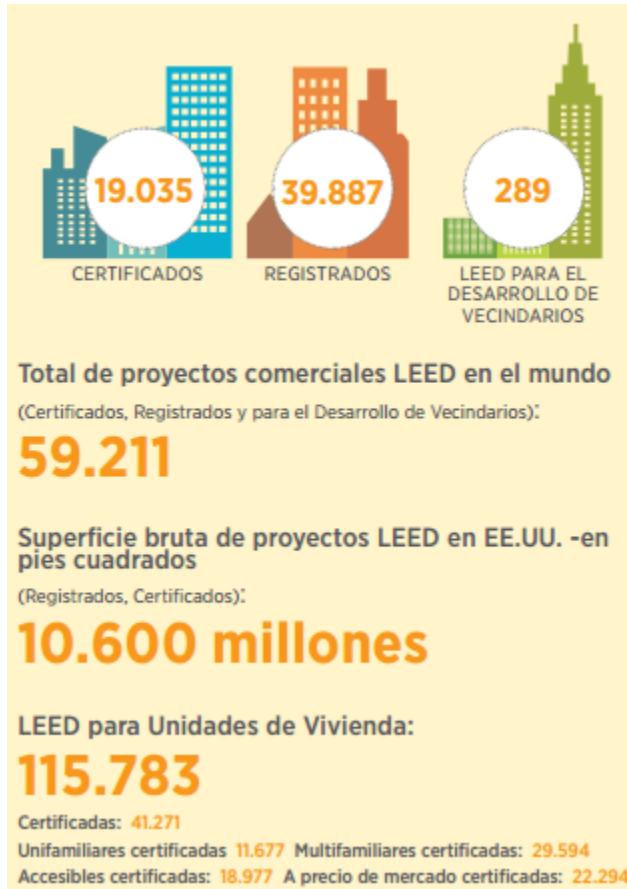 19.035
39.887
289
CERTIFICADOS
REGISTRADOS
LEED PARA EL
DESARROLLO DE
VECINDARIOS
Total de proyectos comerciales LEED en el mundo
(Certificados, Registrados y para el Desarrollo de Vecindarios):
59.211
Superficie bruta de proyectos LEED en EE.UU. -en
pies cuadrados
(Registrados, Certificados):
10.600 millones
LEED para Unidades de Vivienda:
115.783
Certificadas: 41.271
Unifamiliares certificadas 11.677 Multifamiliares certificadas: 29.594
Accesibles certificadas: 18.977 A precio de mercado certificadas: 22.294